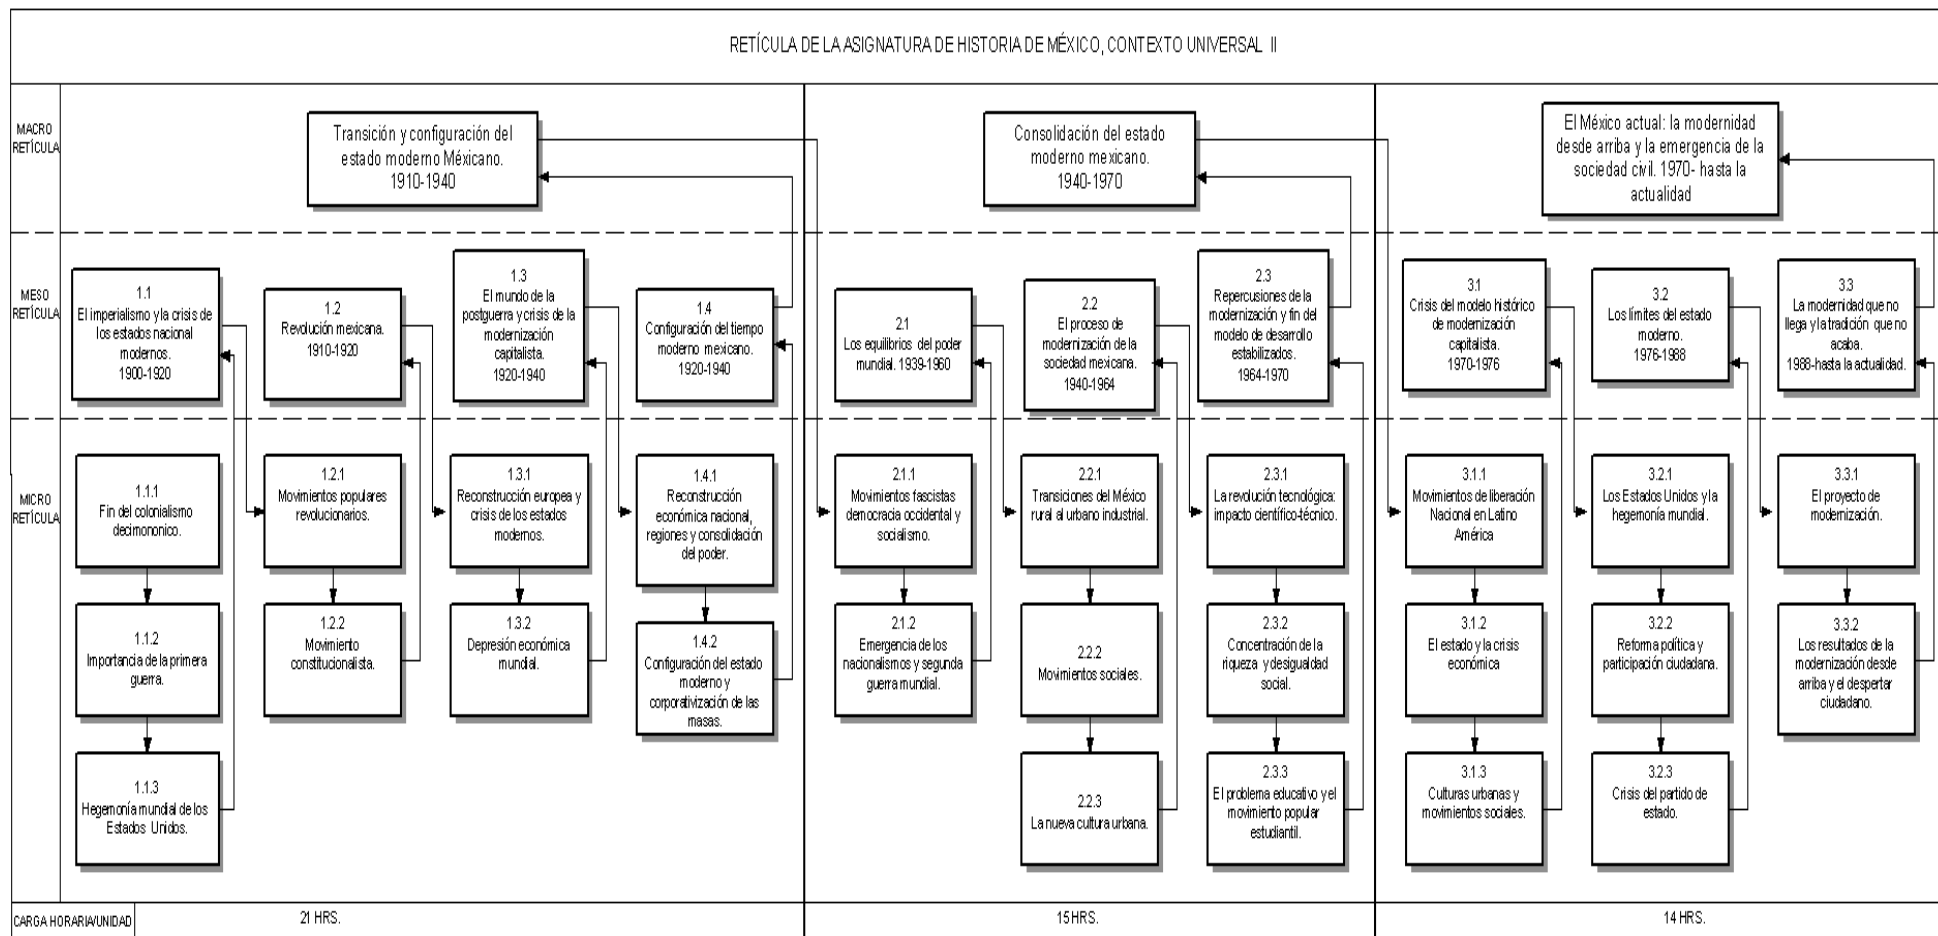 RETÍCULA DE LA ASIGNATURA DE HISTORIA DE MÉXICO, CONTEXTO UNIVERSAL II
MACRO
RETÍCULA
Transición y configuración del
estado moderno Méxicano.
1910-1940
Consolidación del estado
moderno mexicano.
1940-1970
El México actual: la modernidad
desde arriba y la emergencia de la
sociedad civil. 1970- hasta la
actualidad
MESO
RETÍCULA
1.1
El imperialismo y la crisis de
los estados nacional
modernos.
1900-1920
1.2
Revolución mexicana.
1910-1920
1.3
El mundo de la
postguerra y crisis de la
modernización
capitalista.
1920-1940
1.4
Configuración del tiempo
moderno mexicano.
1920-1940
2.1
Los equilibrios del poder
mundial. 1939-1960
2.2
El proceso de
modernización de la
sociedad mexicana.
1940-1964
2.3
Repercusiones de la
modernización y fin del
modelo de desarrollo
estabilizados.
1964-1970
3.1
Crisis del modelo histórico
de modernización
capitalista.
1970-1976
3.2
Los límites del estado
moderno.
1976-1988
3.3
La modernidad que no
llega y la tradición que no
acaba.
1988-hasta la actualidad.
MICRO
RETÍCULA
1.1.1
Fin del colonialismo
decimononico.
1.2.1
Movimientos populares
revolucionarios.
1.3.1
Reconstrucción europea y
crisis de los estados
modernos.
1.4.1
Reconstrucción
económica nacional,
regiones y consolidación
del poder.
2.1.1
Movimientos fascistas
democracia occidental y
socialismo.
2.2.1
Transiciones del México
rural al urbano industrial.
2.3.1
La revolución tecnológica:
impacto científico-técnico.
3.1.1
Movimientos de liberación
Nacional en Latino
América
3.2.1
Los Estados Unidos y la
hegemonía mundial.
3.3.1
El proyecto de
modernización.
1.1.2
Importancia de la primera
guerra.
1.2.2
Movimiento
constitucionalista.
1.3.2
Depresión económica
mundial.
1.4.2
Configuración del estado
moderno y
corporativización de las
masas.
2.1.2
Emergencia de los
nacionalismos y segunda
guerra mundial.
2.2.2
Movimientos sociales.
2.3.2
Concentración de la
riqueza y desigualdad
social.
3.1.2
El estado y la crisis
económica
3.2.2
Reforma política y
participación ciudadana.
3.3.2
Los resultados de la
modernización desde
arriba y el despertar
ciudadano.
1.1.3
Hegemonía mundial de los
Estados Unidos.
2.2.3
La nueva cultura urbana.
2.3.3
El problema educativo y el
movimiento popular
estudiantil.
3.1.3
Culturas urbanas y
movimientos sociales.
3.2.3
Crisis del partido de
estado.
CARGA HORARIA/UNIDAD
21 HRS.
15 HRS.
14 HRS.